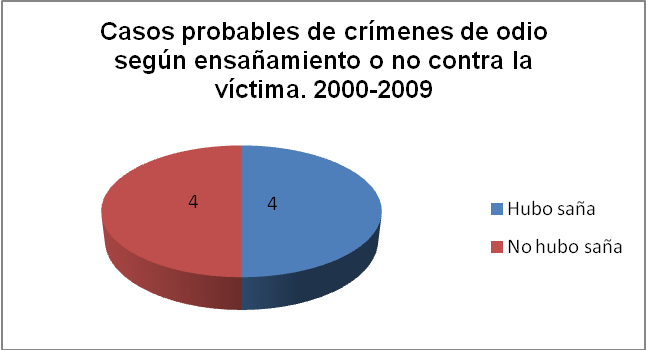 Casos probables de crímenes de odio
según ensañamiento o no contra la
víctima. 2000-2009
4 4
Hubo saña
No hubo saña